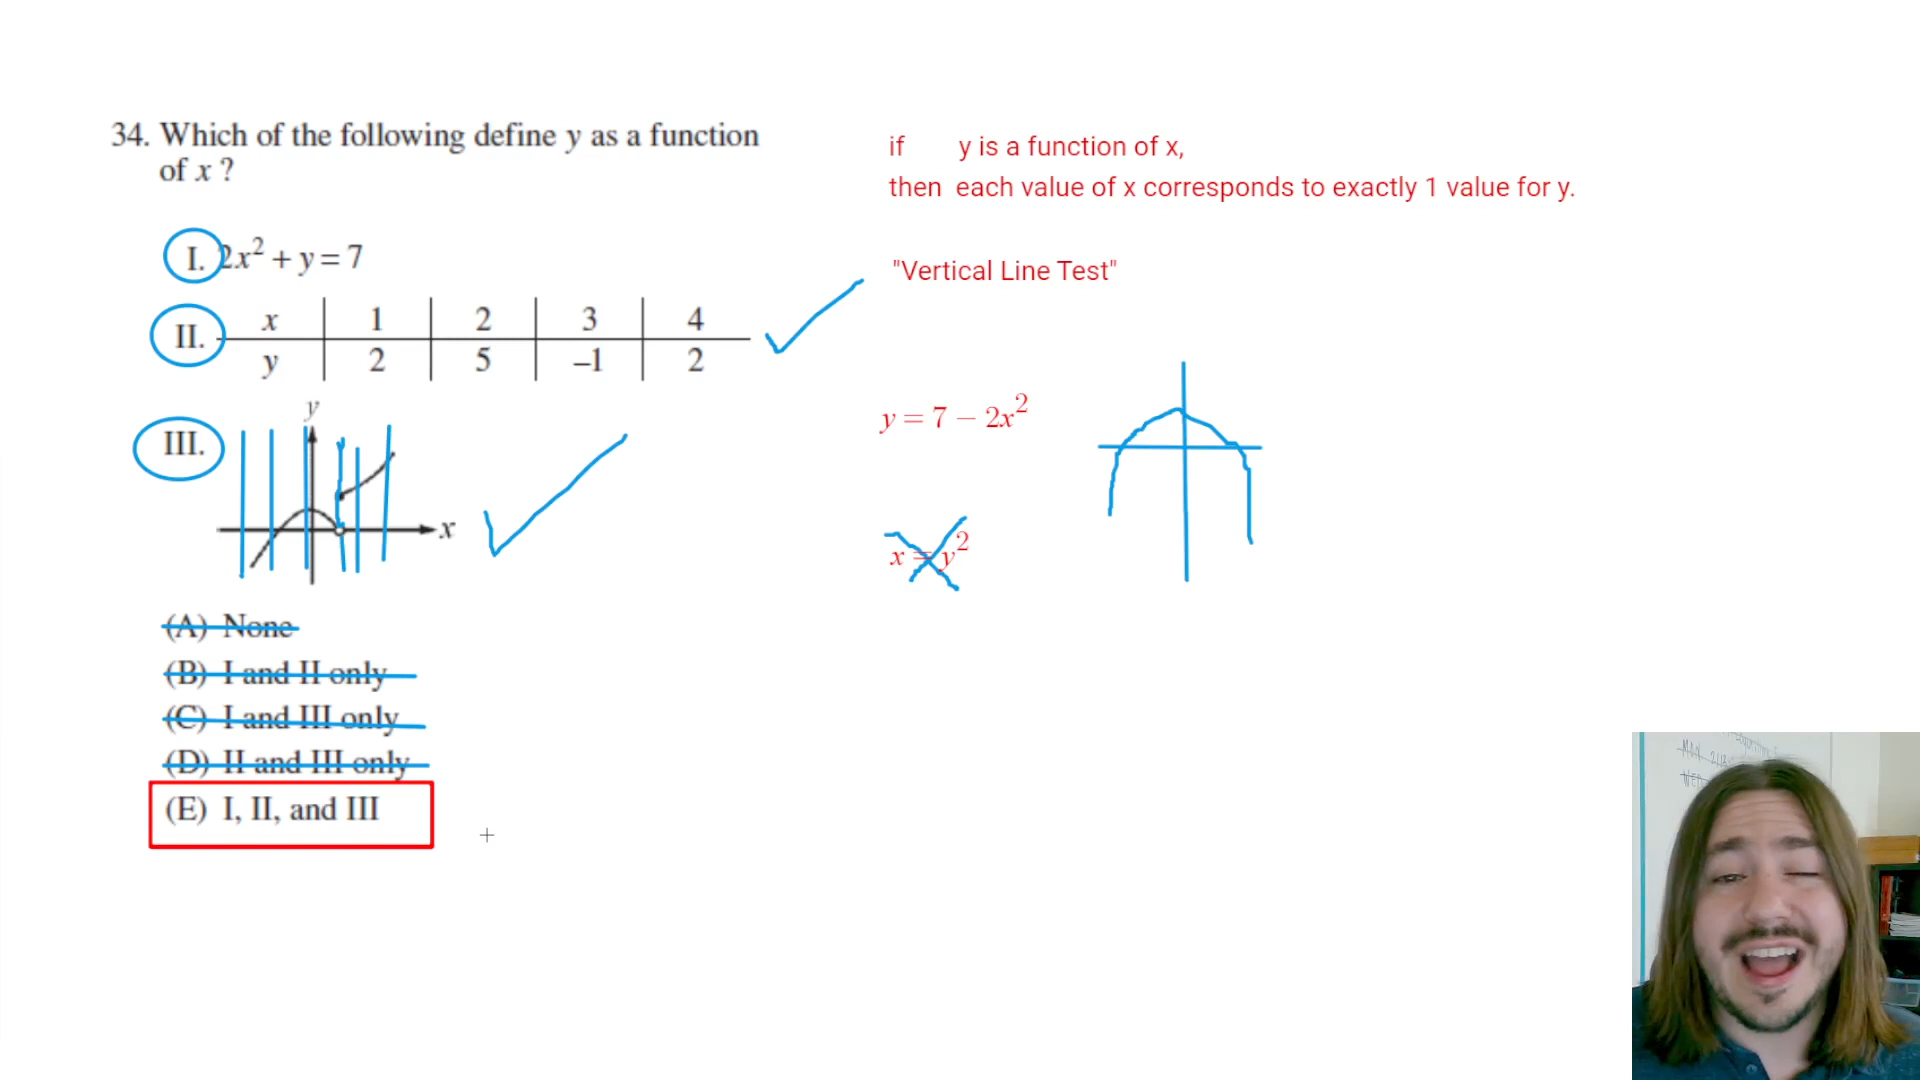 34. Which of the following define y as a function
of x ?
I. 2x² + y = 7
II. x 1 2 3 4
y 2 5 –1 2
III.
y
x
(A) None
(B) I and II only
(C) I and III only
(D) II and III only
(E) I, II, and III
if y is a function of x,
then each value of x corresponds to exactly 1 value for y.
"Vertical Line Test"
y = 7 − 2x²
x = y²